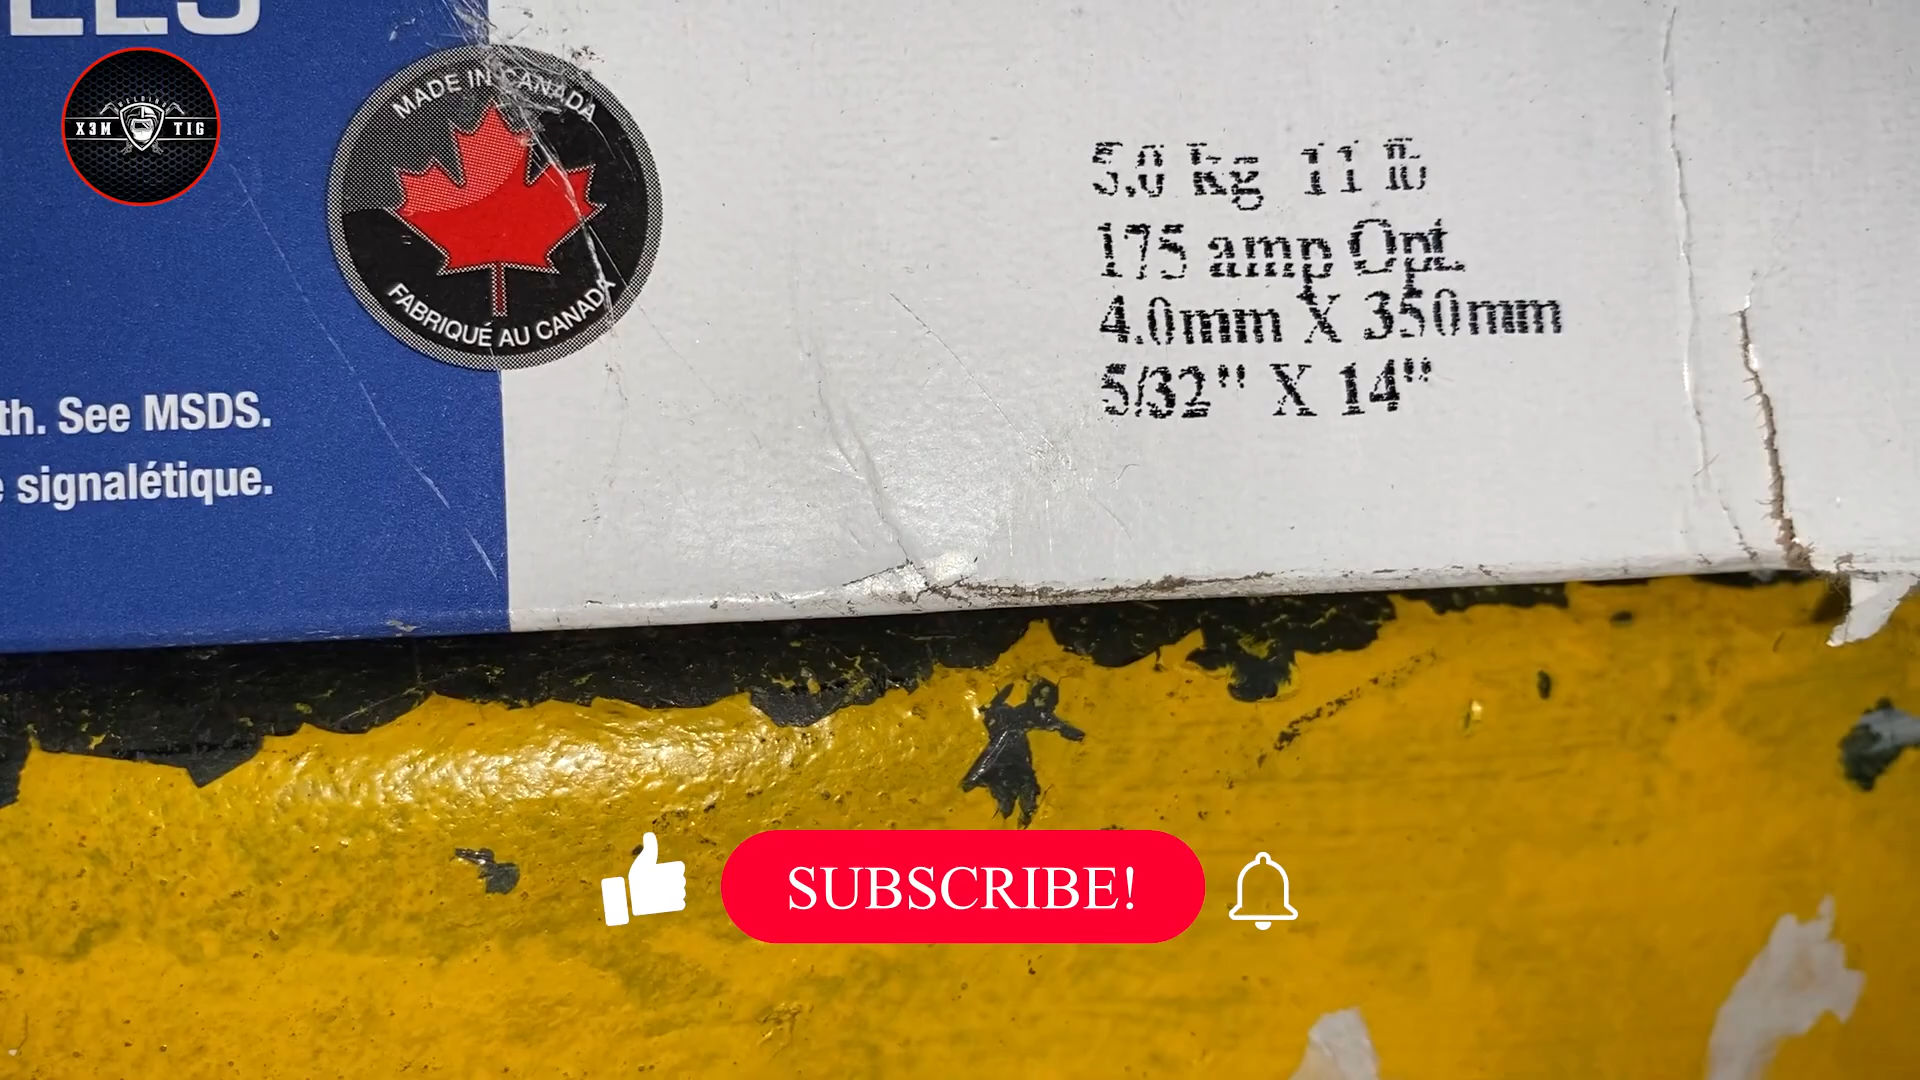 WELDING
X3M TIG
MADE IN CANADA
FABRIQUÉ AU CANADA
th. See MSDS.
signalétique.
5.0 kg 11 lb
175 amp Opt.
4.0mm X 350mm
5/32" X 14"
SUBSCRIBE!